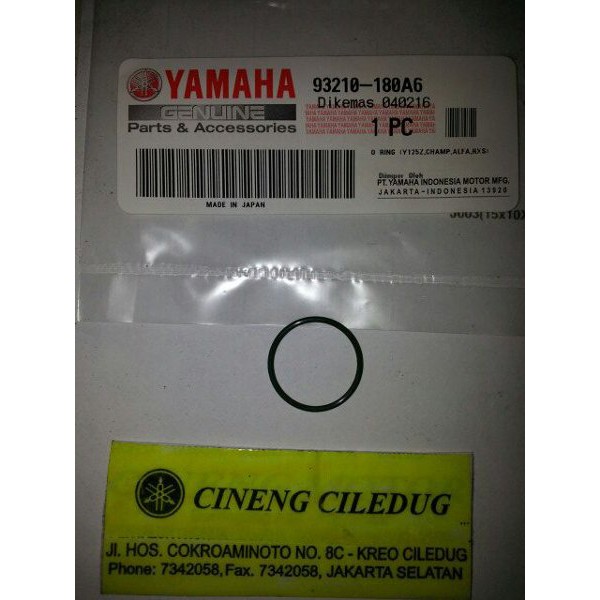 YAMAHA 93210-180A6
Dikemas 040216
GENUINE
Parts & Accessories 1 PC
O RING (Y125Z,CHAMP,ALFA,RXS)
Diimpor Oleh
PT. YAMAHA INDONESIA MOTOR MFG.
JAKARTA-INDONESIA 13920
MADE IN JAPAN
CINENG CILEDUG
Jl. HOS. COKROAMINOTO NO. 8C - KREO CILEDUG
Phone: 7342058, Fax. 7342058, JAKARTA SELATAN